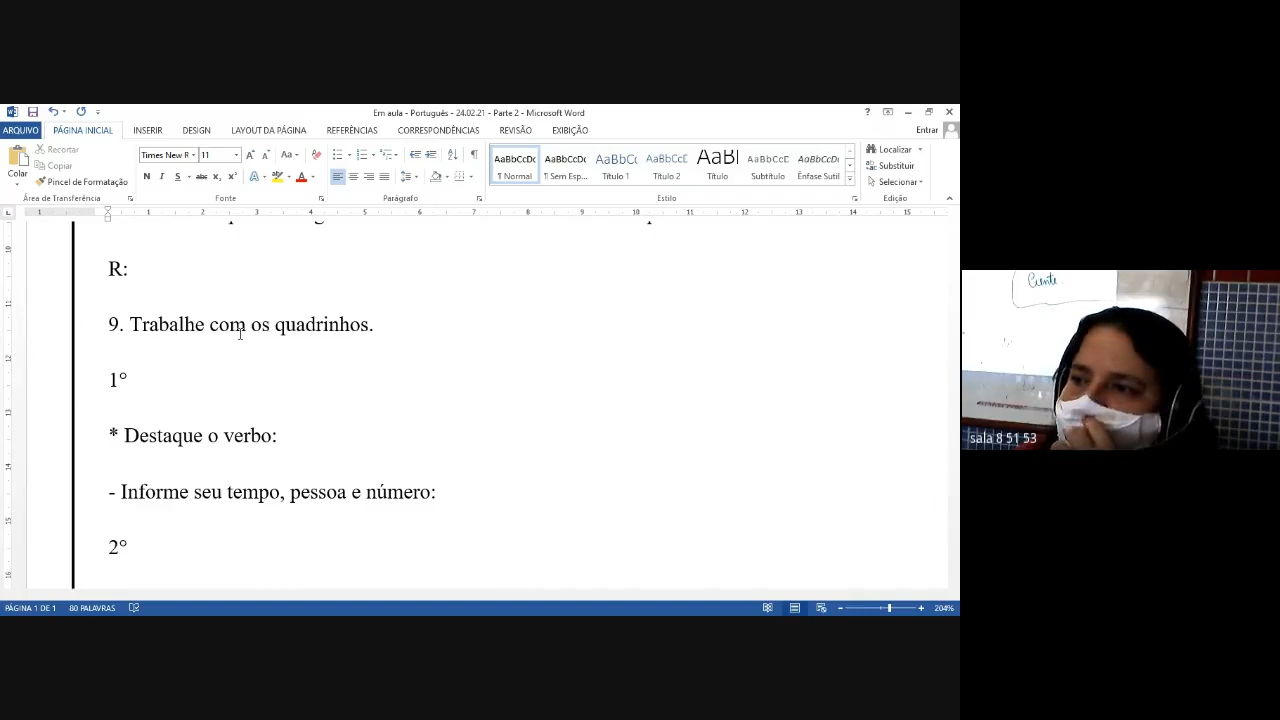 Em aula - Português - 24.02.21 - Parte 2 - Microsoft Word
ARQUIVO PÁGINA INICIAL INSERIR DESIGN LAYOUT DA PÁGINA REFERÊNCIAS CORRESPONDÊNCIAS REVISÃO EXIBIÇÃO Entrar
Colar
Recortar
Copiar
Pincel de Formatação
Área de Transferência
Times New R 11
Fonte
Parágrafo
AaBbCcDc AaBbCcDc AaBbCc AaBbCcE AaBl AaBbCcD AaBbCcDc
¶ Normal ¶ Sem Esp... Título 1 Título 2 Título Subtítulo Ênfase Sutil
Estilo
Localizar
Substituir
Selecionar
Edição
R:
9. Trabalhe com os quadrinhos.
1°
* Destaque o verbo:
- Informe seu tempo, pessoa e número:
2°
PÁGINA 1 DE 1 80 PALAVRAS 204%
Ciente
sala 8 51 53